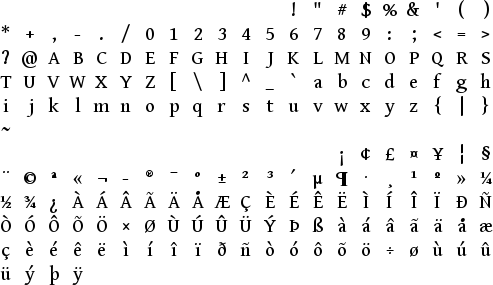 ! " # $ % & ' ( )
* + , - . / 0 1 2 3 4 5 6 7 8 9 : ; < = >
? @ A B C D E F G H I J K L M N O P Q R S
T U V W X Y Z [ \ ] ^ _ ` a b c d e f g h
i j k l m n o p q r s t u v w x y z { | }
~
¡ ¢ £ ¤ ¥ ¦ §
¨ © ª « ¬ - ® ¯ ° ± ² ³ ´ µ ¶ · ¸ ¹ º » ¼
½ ¾ ¿ À Á Â Ã Ä Å Æ Ç È É Ê Ë Ì Í Î Ï Ð Ñ
Ò Ó Ô Õ Ö × Ø Ù Ú Û Ü Ý Þ ß à á â ã ä å æ
ç è é ê ë ì í î ï ð ñ ò ó ô õ ö ÷ ø ù ú û
ü ý þ ÿ